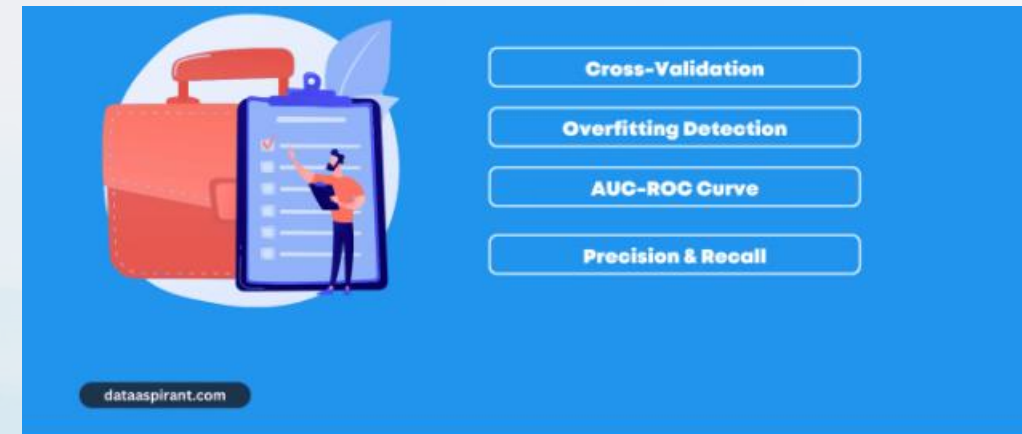 Cross-Validation
Overfitting Detection
AUC-ROC Curve
Precision & Recall
dataaspirant.com